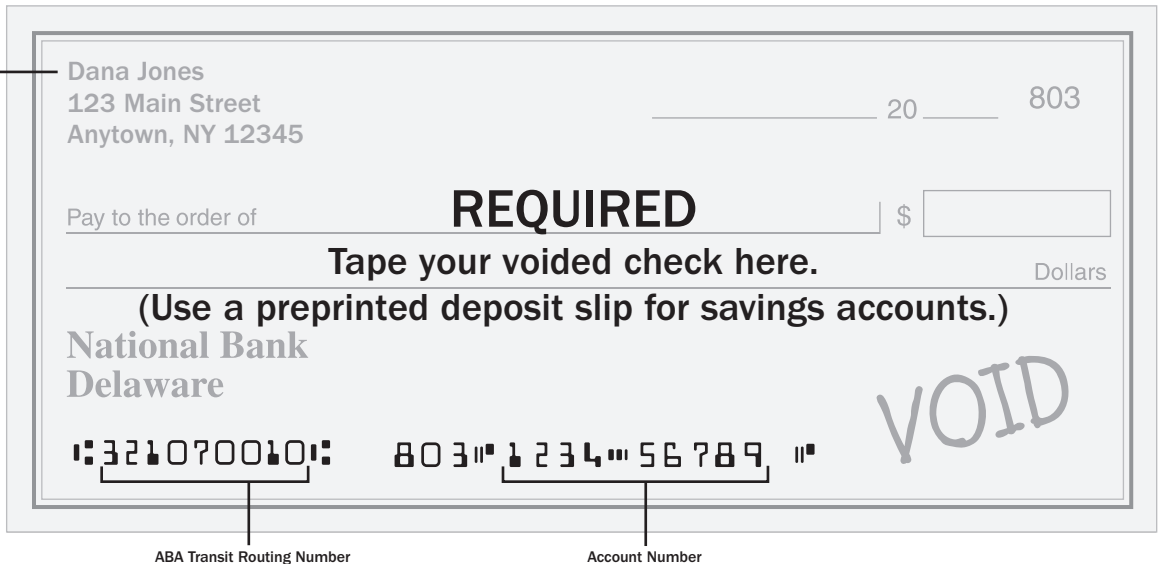 Dana Jones
123 Main Street
Anytown, NY 12345
20 803
Pay to the order of REQUIRED $
Tape your voided check here.
Dollars
(Use a preprinted deposit slip for savings accounts.)
National Bank
Delaware
VOID
⑆321070010⑆ 803⑈1234⑉56789 ⑈
ABA Transit Routing Number Account Number